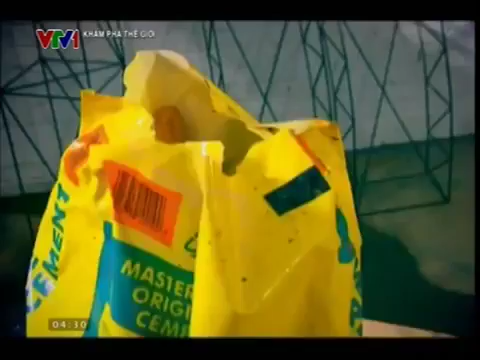 VTV1 KHÁM PHÁ THẾ GIỚI
CEMENT
MASTER
ORIGI
CEME
04:30